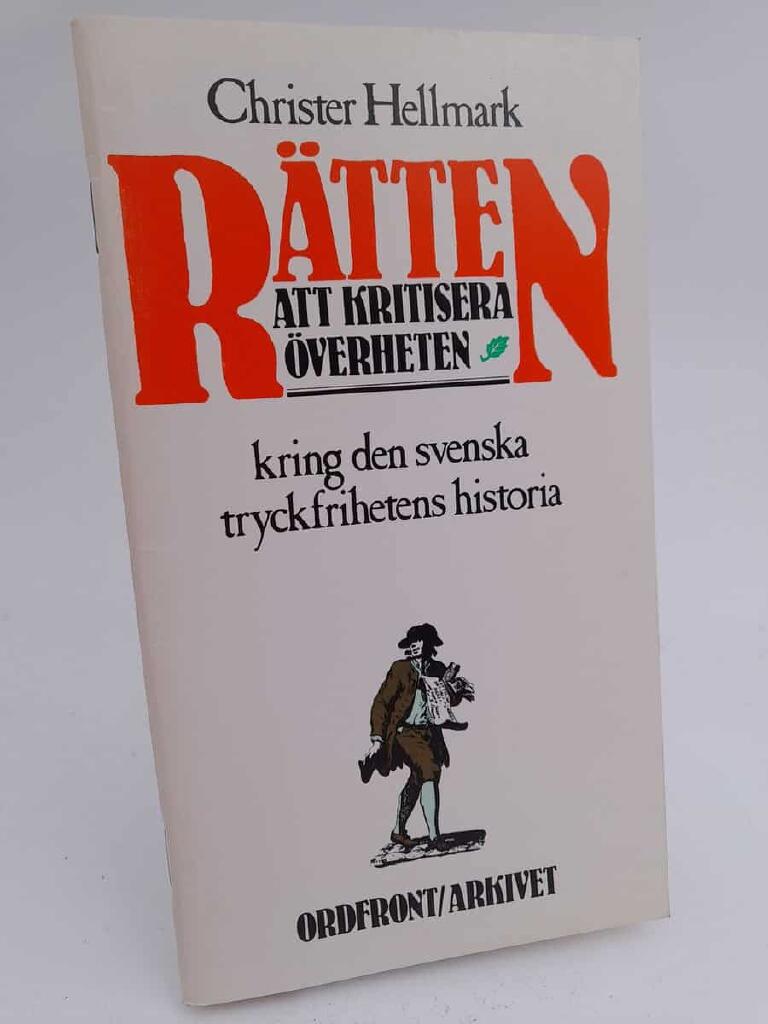 Christer Hellmark
RÄTTEN
ATT KRITISERA
ÖVERHETEN
kring den svenska
tryckfrihetens historia
ORDFRONT/ARKIVET